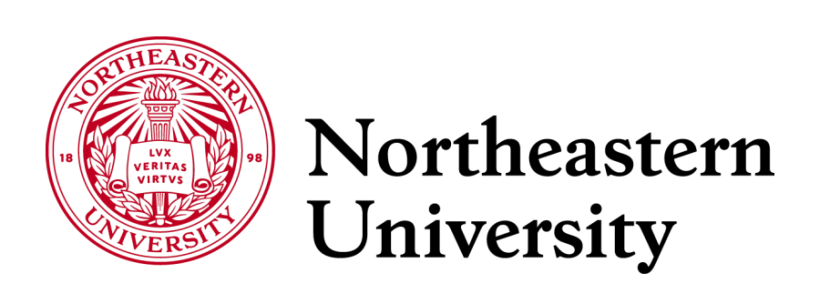 NORTHEASTERN
18 98
LVX
VERITAS
VIRTVS
UNIVERSITY
Northeastern
University